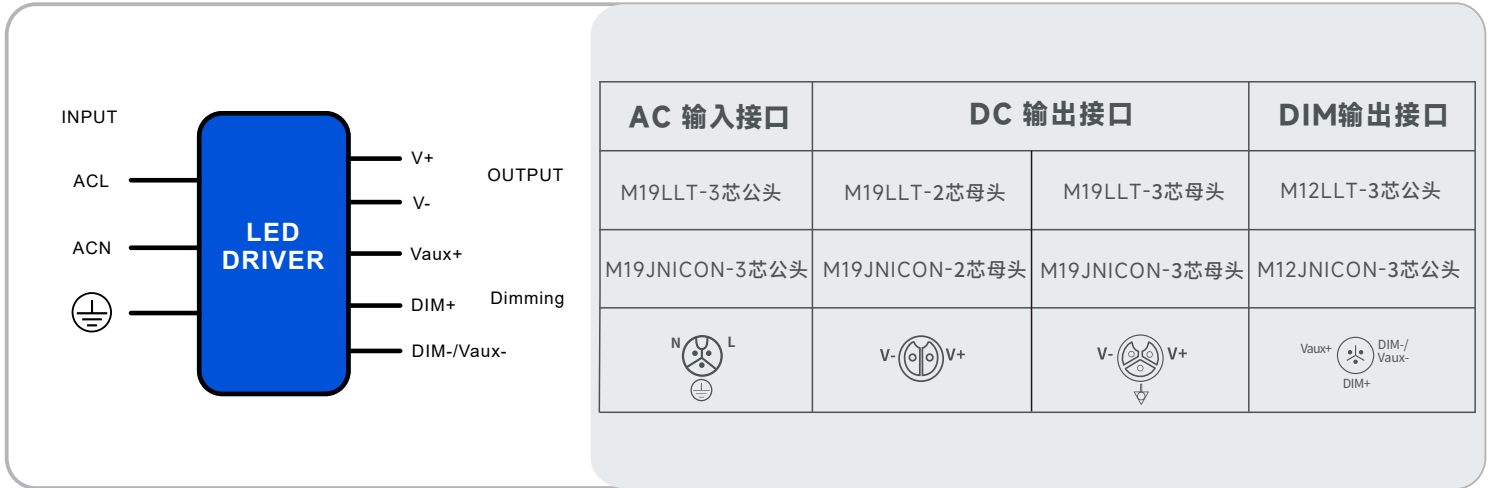 INPUT
ACL
ACN
LED
DRIVER
V+
V-
Vaux+
DIM+
DIM-/Vaux-
OUTPUT
Dimming
AC 输入接口 DC 输出接口 DIM输出接口
M19LLT-3芯公头 M19LLT-2芯母头 M19LLT-3芯母头 M12LLT-3芯公头
M19JNICON-3芯公头 M19JNICON-2芯母头 M19JNICON-3芯母头 M12JNICON-3芯公头
N L
V- V+
V- V+
Vaux+ DIM-/
Vaux-
DIM+